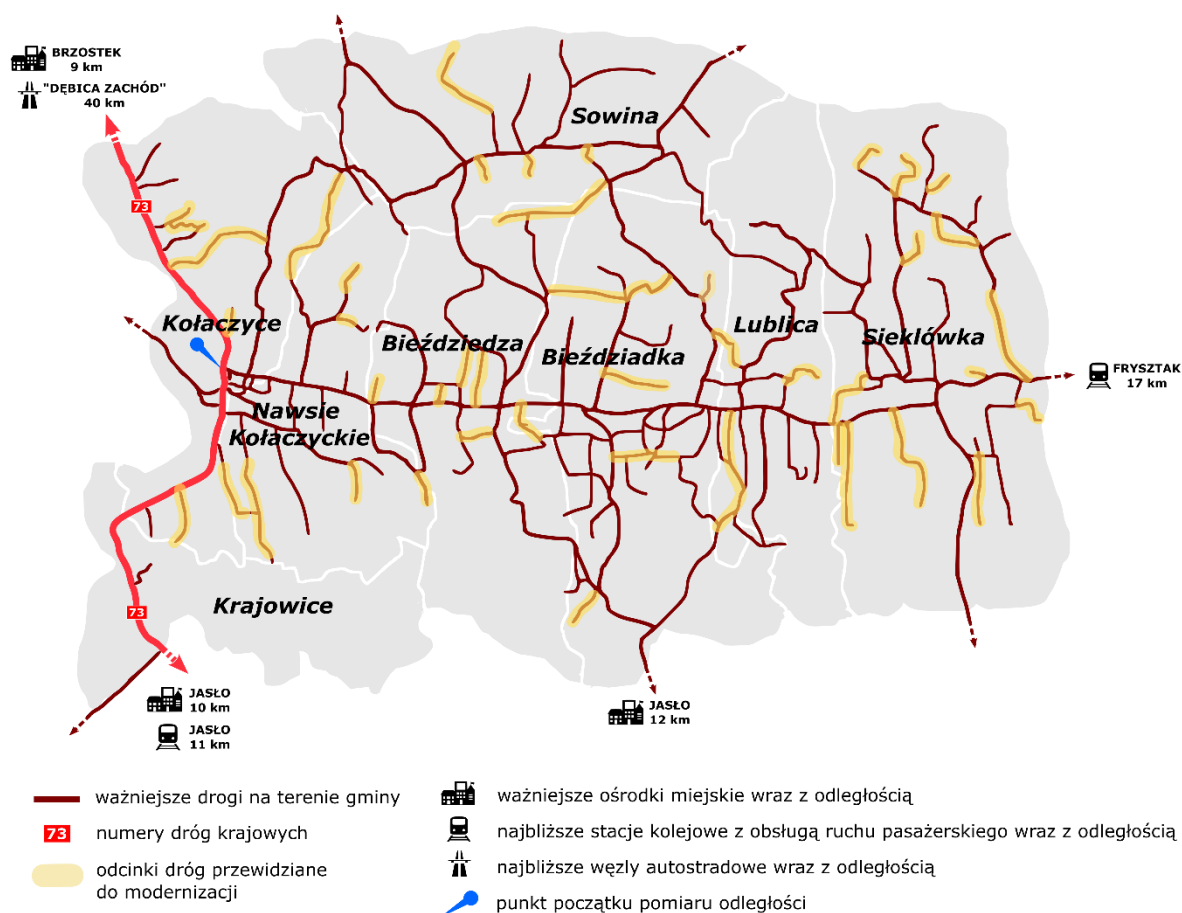 BRZOSTEK
9 km
"DĘBICA ZACHÓD"
40 km
Sowina
73
Kołaczyce
Bieździedza
Bieździadka
Lublica
Sieklówka
FRYSZTAK
17 km
Nawsie
Kołaczyckie
Krajowice
73
JASŁO
10 km
JASŁO
11 km
JASŁO
12 km
ważniejsze drogi na terenie gminy
73 numery dróg krajowych
odcinki dróg przewidziane
do modernizacji
ważniejsze ośrodki miejskie wraz z odległością
najbliższe stacje kolejowe z obsługą ruchu pasażerskiego wraz z odległością
najbliższe węzły autostradowe wraz z odległością
punkt początku pomiaru odległości